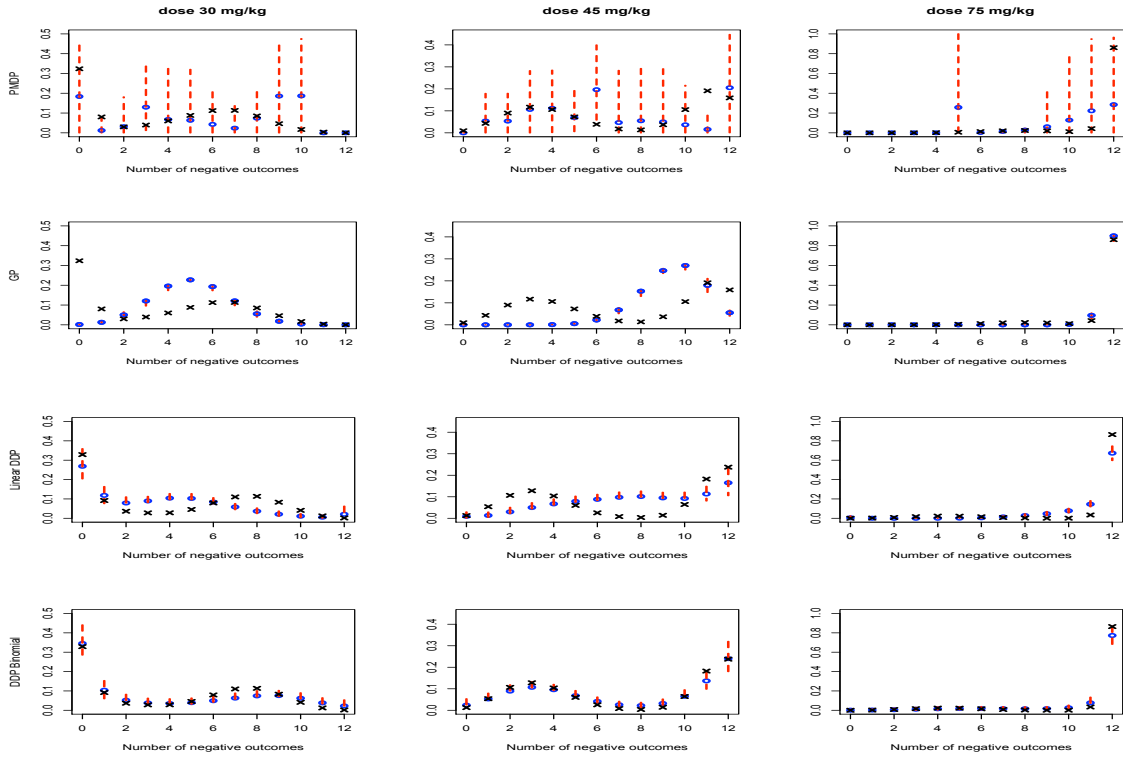 dose 30 mg/kg
dose 45 mg/kg
dose 75 mg/kg
PMDP
0.0 0.1 0.2 0.3 0.4 0.5
0 2 4 6 8 10 12
Number of negative outcomes
0.0 0.1 0.2 0.3 0.4
0 2 4 6 8 10 12
Number of negative outcomes
0.0 0.2 0.4 0.6 0.8 1.0
0 2 4 6 8 10 12
Number of negative outcomes
GP
0.0 0.1 0.2 0.3 0.4 0.5
0 2 4 6 8 10 12
Number of negative outcomes
0.0 0.1 0.2 0.3 0.4
0 2 4 6 8 10 12
Number of negative outcomes
0.0 0.2 0.4 0.6 0.8 1.0
0 2 4 6 8 10 12
Number of negative outcomes
Linear DDP
0.0 0.1 0.2 0.3 0.4 0.5
0 2 4 6 8 10 12
Number of negative outcomes
0.0 0.1 0.2 0.3 0.4
0 2 4 6 8 10 12
Number of negative outcomes
0.0 0.2 0.4 0.6 0.8 1.0
0 2 4 6 8 10 12
Number of negative outcomes
DDP Binomial
0.0 0.1 0.2 0.3 0.4 0.5
0 2 4 6 8 10 12
Number of negative outcomes
0.0 0.1 0.2 0.3 0.4
0 2 4 6 8 10 12
Number of negative outcomes
0.0 0.2 0.4 0.6 0.8 1.0
0 2 4 6 8 10 12
Number of negative outcomes